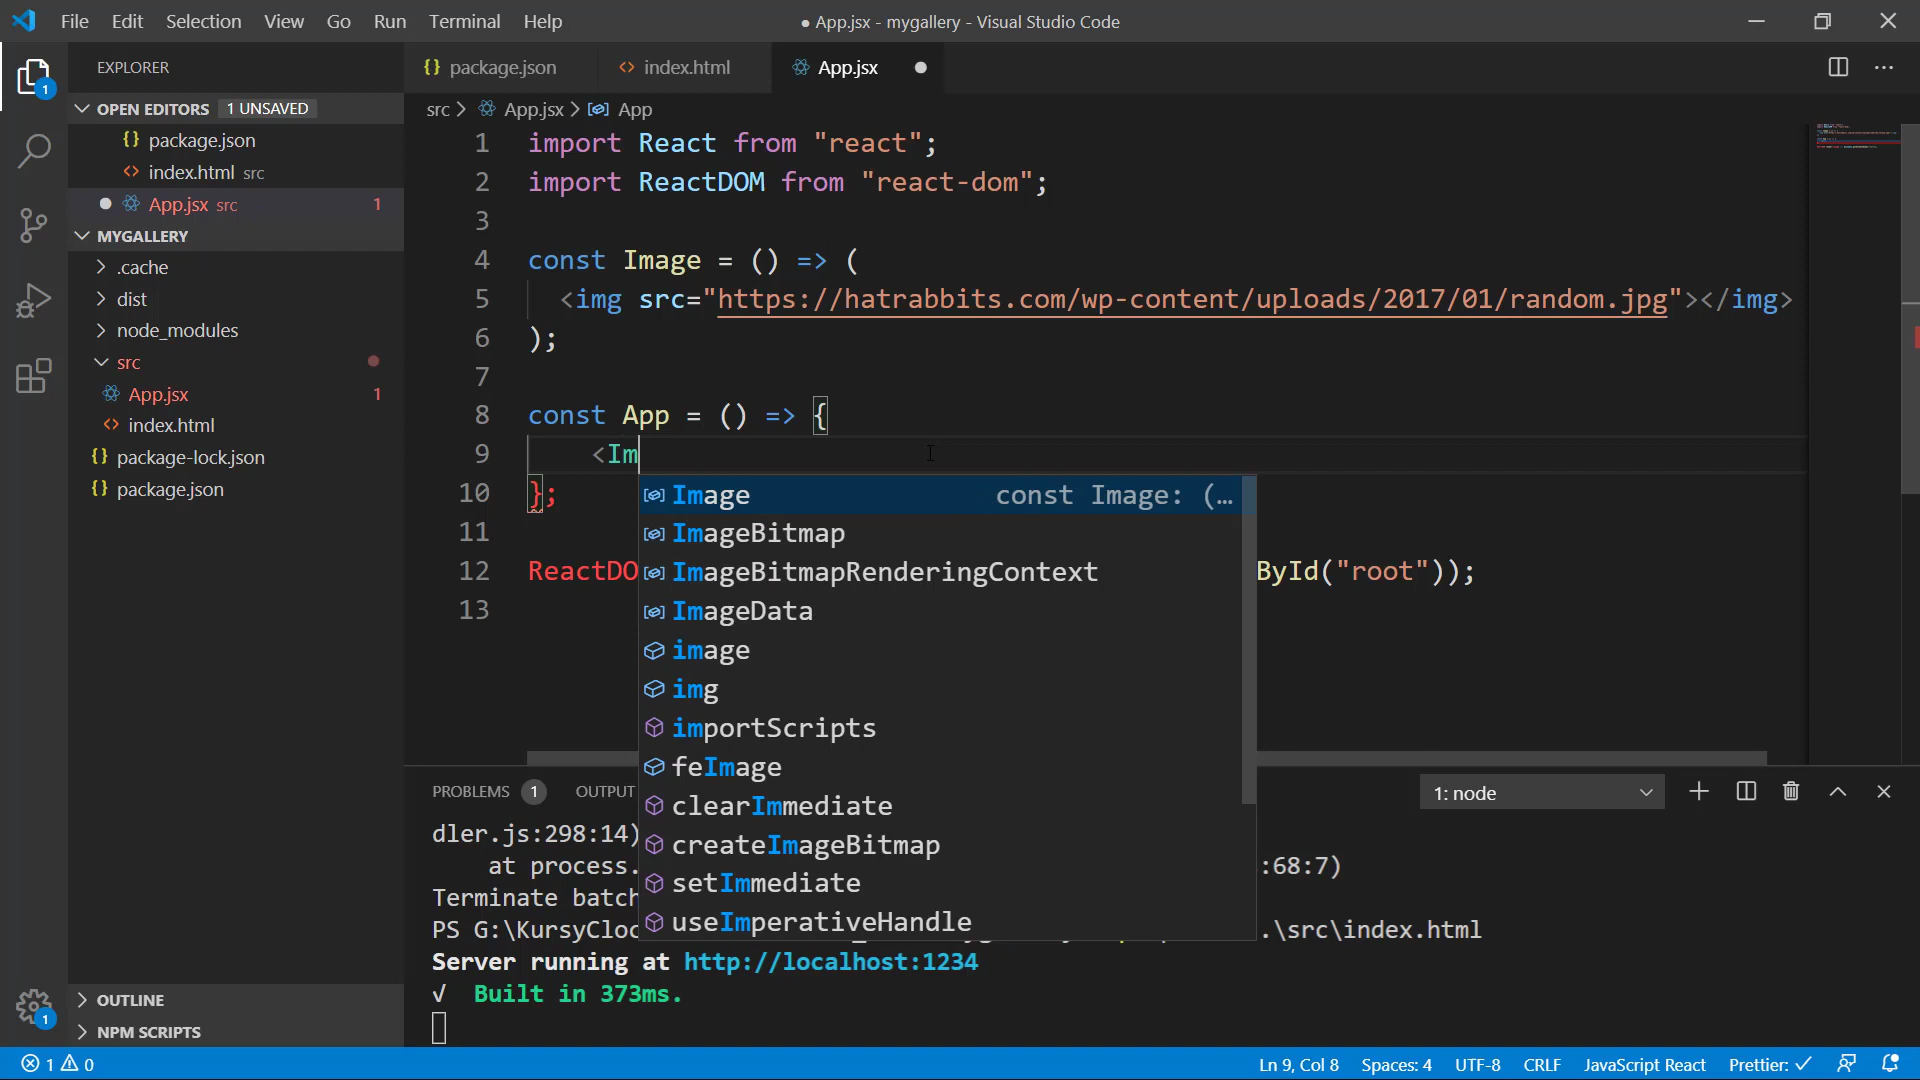 File Edit Selection View Go Run Terminal Help
● App.jsx - mygallery - Visual Studio Code
EXPLORER
OPEN EDITORS 1 UNSAVED
{} package.json
<> index.html src
App.jsx src 1
MYGALLERY
.cache
dist
node_modules
src
App.jsx 1
<> index.html
{} package-lock.json
{} package.json
OUTLINE
NPM SCRIPTS
{} package.json <> index.html App.jsx
src > App.jsx > App
1 import React from "react";
2 import ReactDOM from "react-dom";
3
4 const Image = () => (
5 <img src="https://hatrabbits.com/wp-content/uploads/2017/01/random.jpg"></img>
6 );
7
8 const App = () => {
9 <Im
10 };
11
12 ReactDO ById("root"));
13
Image const Image: (…
ImageBitmap
ImageBitmapRenderingContext
ImageData
image
img
importScripts
feImage
clearImmediate
createImageBitmap
setImmediate
useImperativeHandle
PROBLEMS 1 OUTPUT 1: node
dler.js:298:14)
at process. :68:7)
Terminate batch
PS G:\KursyCloc .\src\index.html
Server running at http://localhost:1234
√ Built in 373ms.
1 0 Ln 9, Col 8 Spaces: 4 UTF-8 CRLF JavaScript React Prettier: ✓
1
1